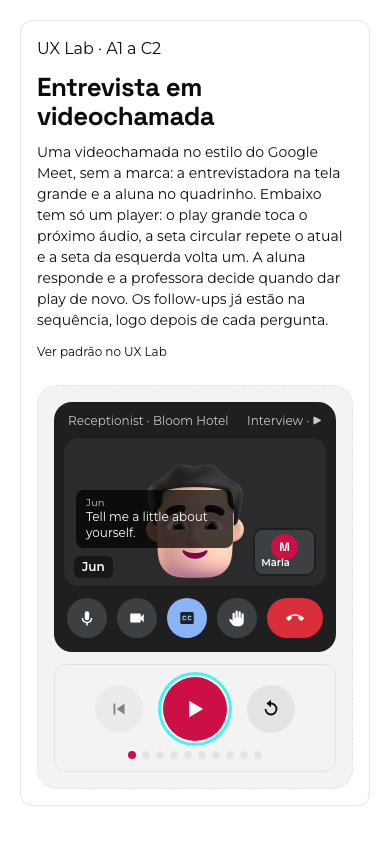 UX Lab · A1 a C2
Entrevista em
videochamada
Uma videochamada no estilo do Google
Meet, sem a marca: a entrevistadora na tela
grande e a aluna no quadrinho. Embaixo
tem só um player: o play grande toca o
próximo áudio, a seta circular repete o atual
e a seta da esquerda volta um. A aluna
responde e a professora decide quando dar
play de novo. Os follow-ups já estão na
sequência, logo depois de cada pergunta.
Ver padrão no UX Lab
Receptionist · Bloom Hotel
Interview ·
Jun
Tell me a little about
yourself.
M
Maria
Jun
CC